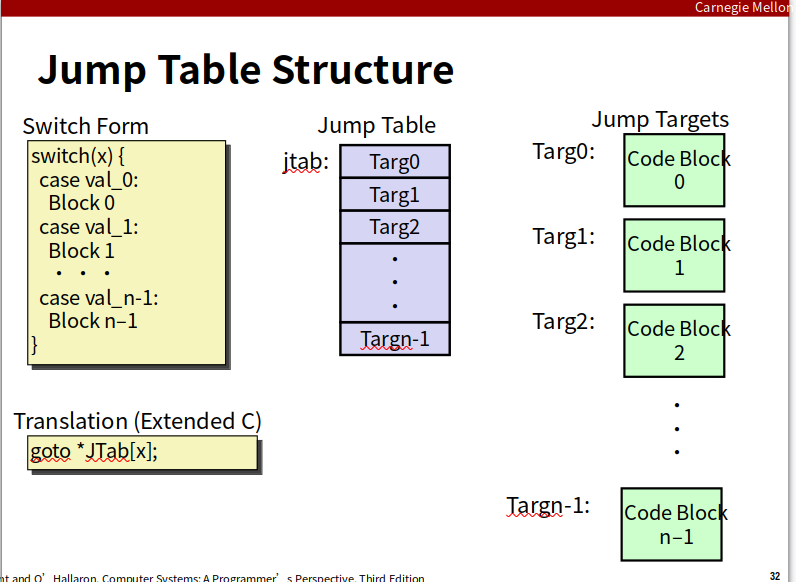 Carnegie Mellon
Jump Table Structure
Switch Form
switch(x) {
case val_0:
Block 0
case val_1:
Block 1
• • •
case val_n-1:
Block n–1
}
Translation (Extended C)
goto *JTab[x];
Jump Table
jtab:
Targ0
Targ1
Targ2
•
•
•
Targn-1
Jump Targets
Targ0:
Code Block
0
Targ1:
Code Block
1
Targ2:
Code Block
2
•
•
•
Targn-1:
Code Block
n–1
nt and O’Hallaron, Computer Systems: A Programmer’s Perspective, Third Edition
32